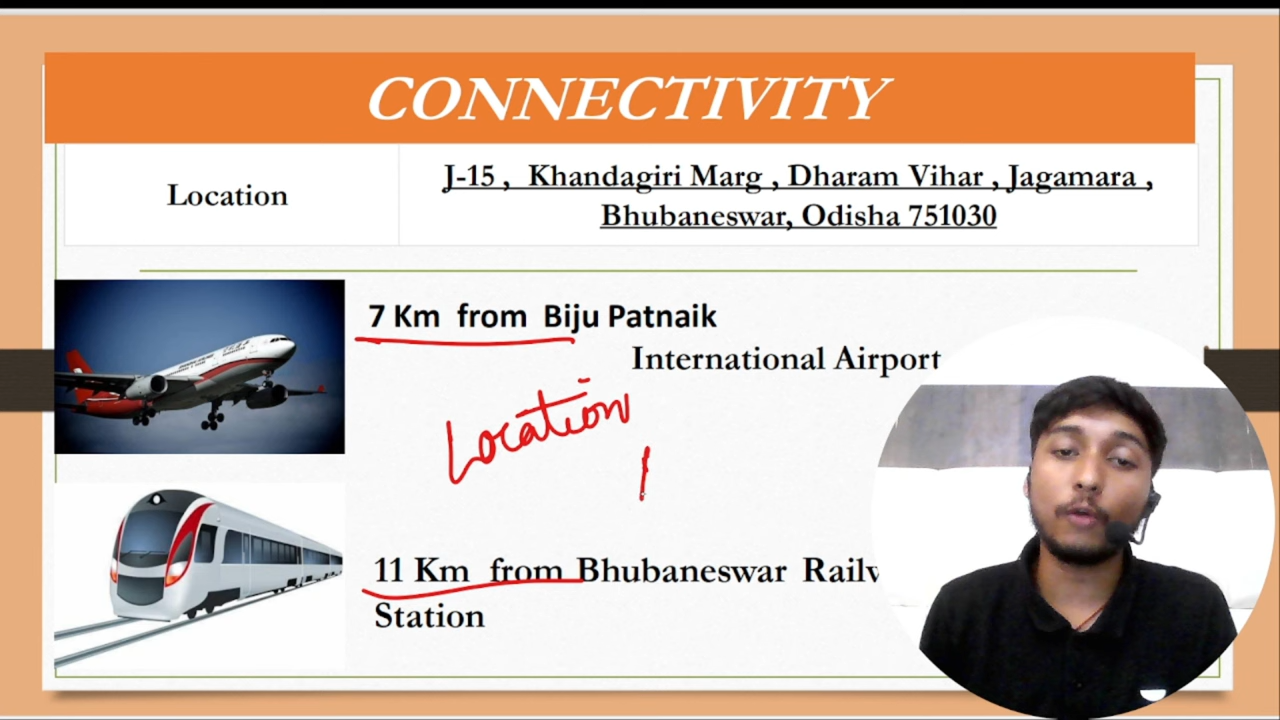 CONNECTIVITY
Location
J-15 , Khandagiri Marg , Dharam Vihar , Jagamara ,
Bhubaneswar, Odisha 751030
7 Km from Biju Patnaik
International Airport
Location
11 Km from Bhubaneswar
Station